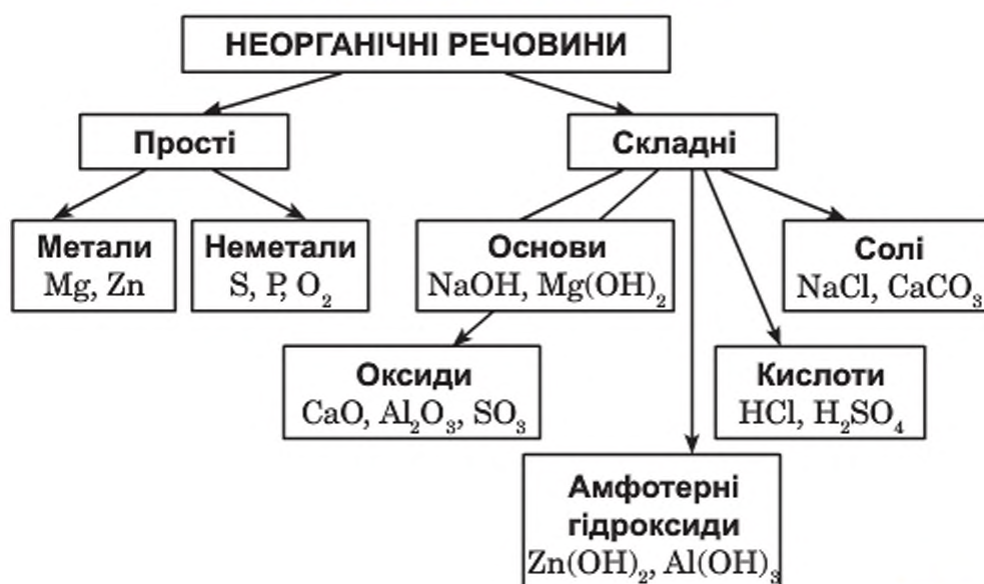 НЕОРГАНІЧНІ РЕЧОВИНИ
Прості
Складні
Метали
Mg, Zn
Неметали
S, P, O₂
Основи
NaOH, Mg(OH)₂
Солі
NaCl, CaCO₃
Оксиди
CaO, Al₂O₃, SO₃
Кислоти
HCl, H₂SO₄
Амфотерні
гідроксиди
Zn(OH)₂, Al(OH)₃